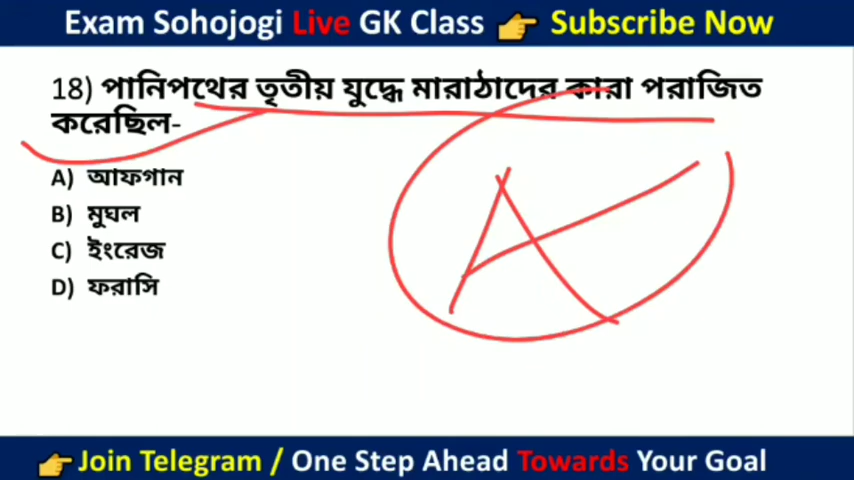 Exam Sohojogi Live GK Class 👉 Subscribe Now
18) পানিপথের তৃতীয় যুদ্ধে মারাঠাদের কারা পরাজিত
করেছিল-
A) আফগান
B) মুঘল
C) ইংরেজ
D) ফরাসি
A
👉 Join Telegram / One Step Ahead Towards Your Goal